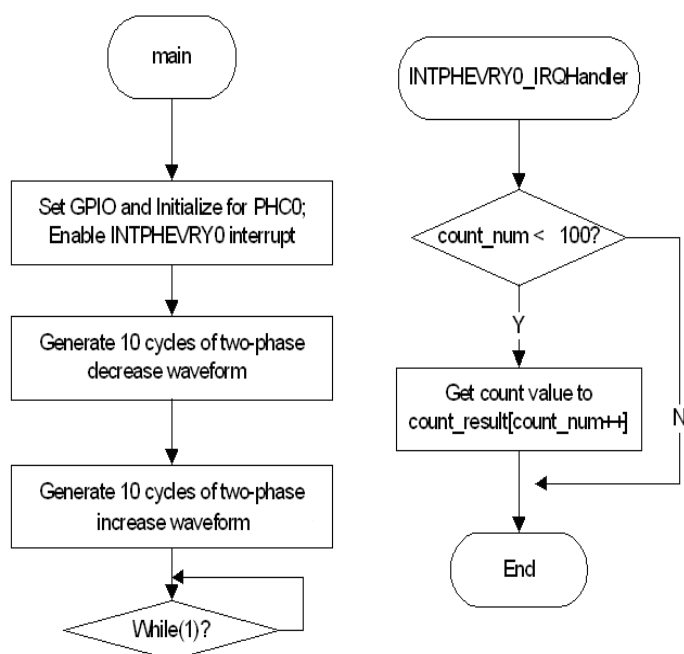 main
Set GPIO and Initialize for PHC0;
Enable INTPHEVRY0 interrupt
Generate 10 cycles of two-phase
decrease waveform
Generate 10 cycles of two-phase
increase waveform
While(1)?
INTPHEVRY0_IRQHandler
count_num < 100?
Y
N
Get count value to
count_result[count_num++]
End